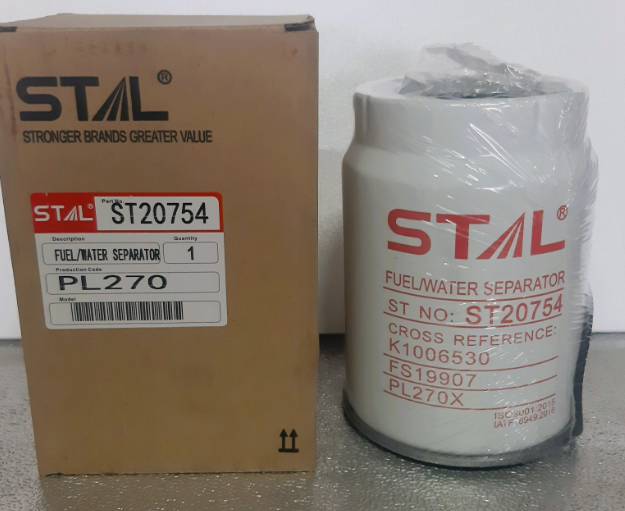 STAL®
STRONGER BRANDS GREATER VALUE
STAL®
Part No.
ST20754
Description
Quantity
FUEL/WATER SEPARATOR
1
Production Code
PL270
Model
STAL®
FUEL/WATER SEPARATOR
ST NO: ST20754
CROSS REFERENCE:
K1006530
FS19907
PL270X
ISO9001:2015
IATF 16949:2016